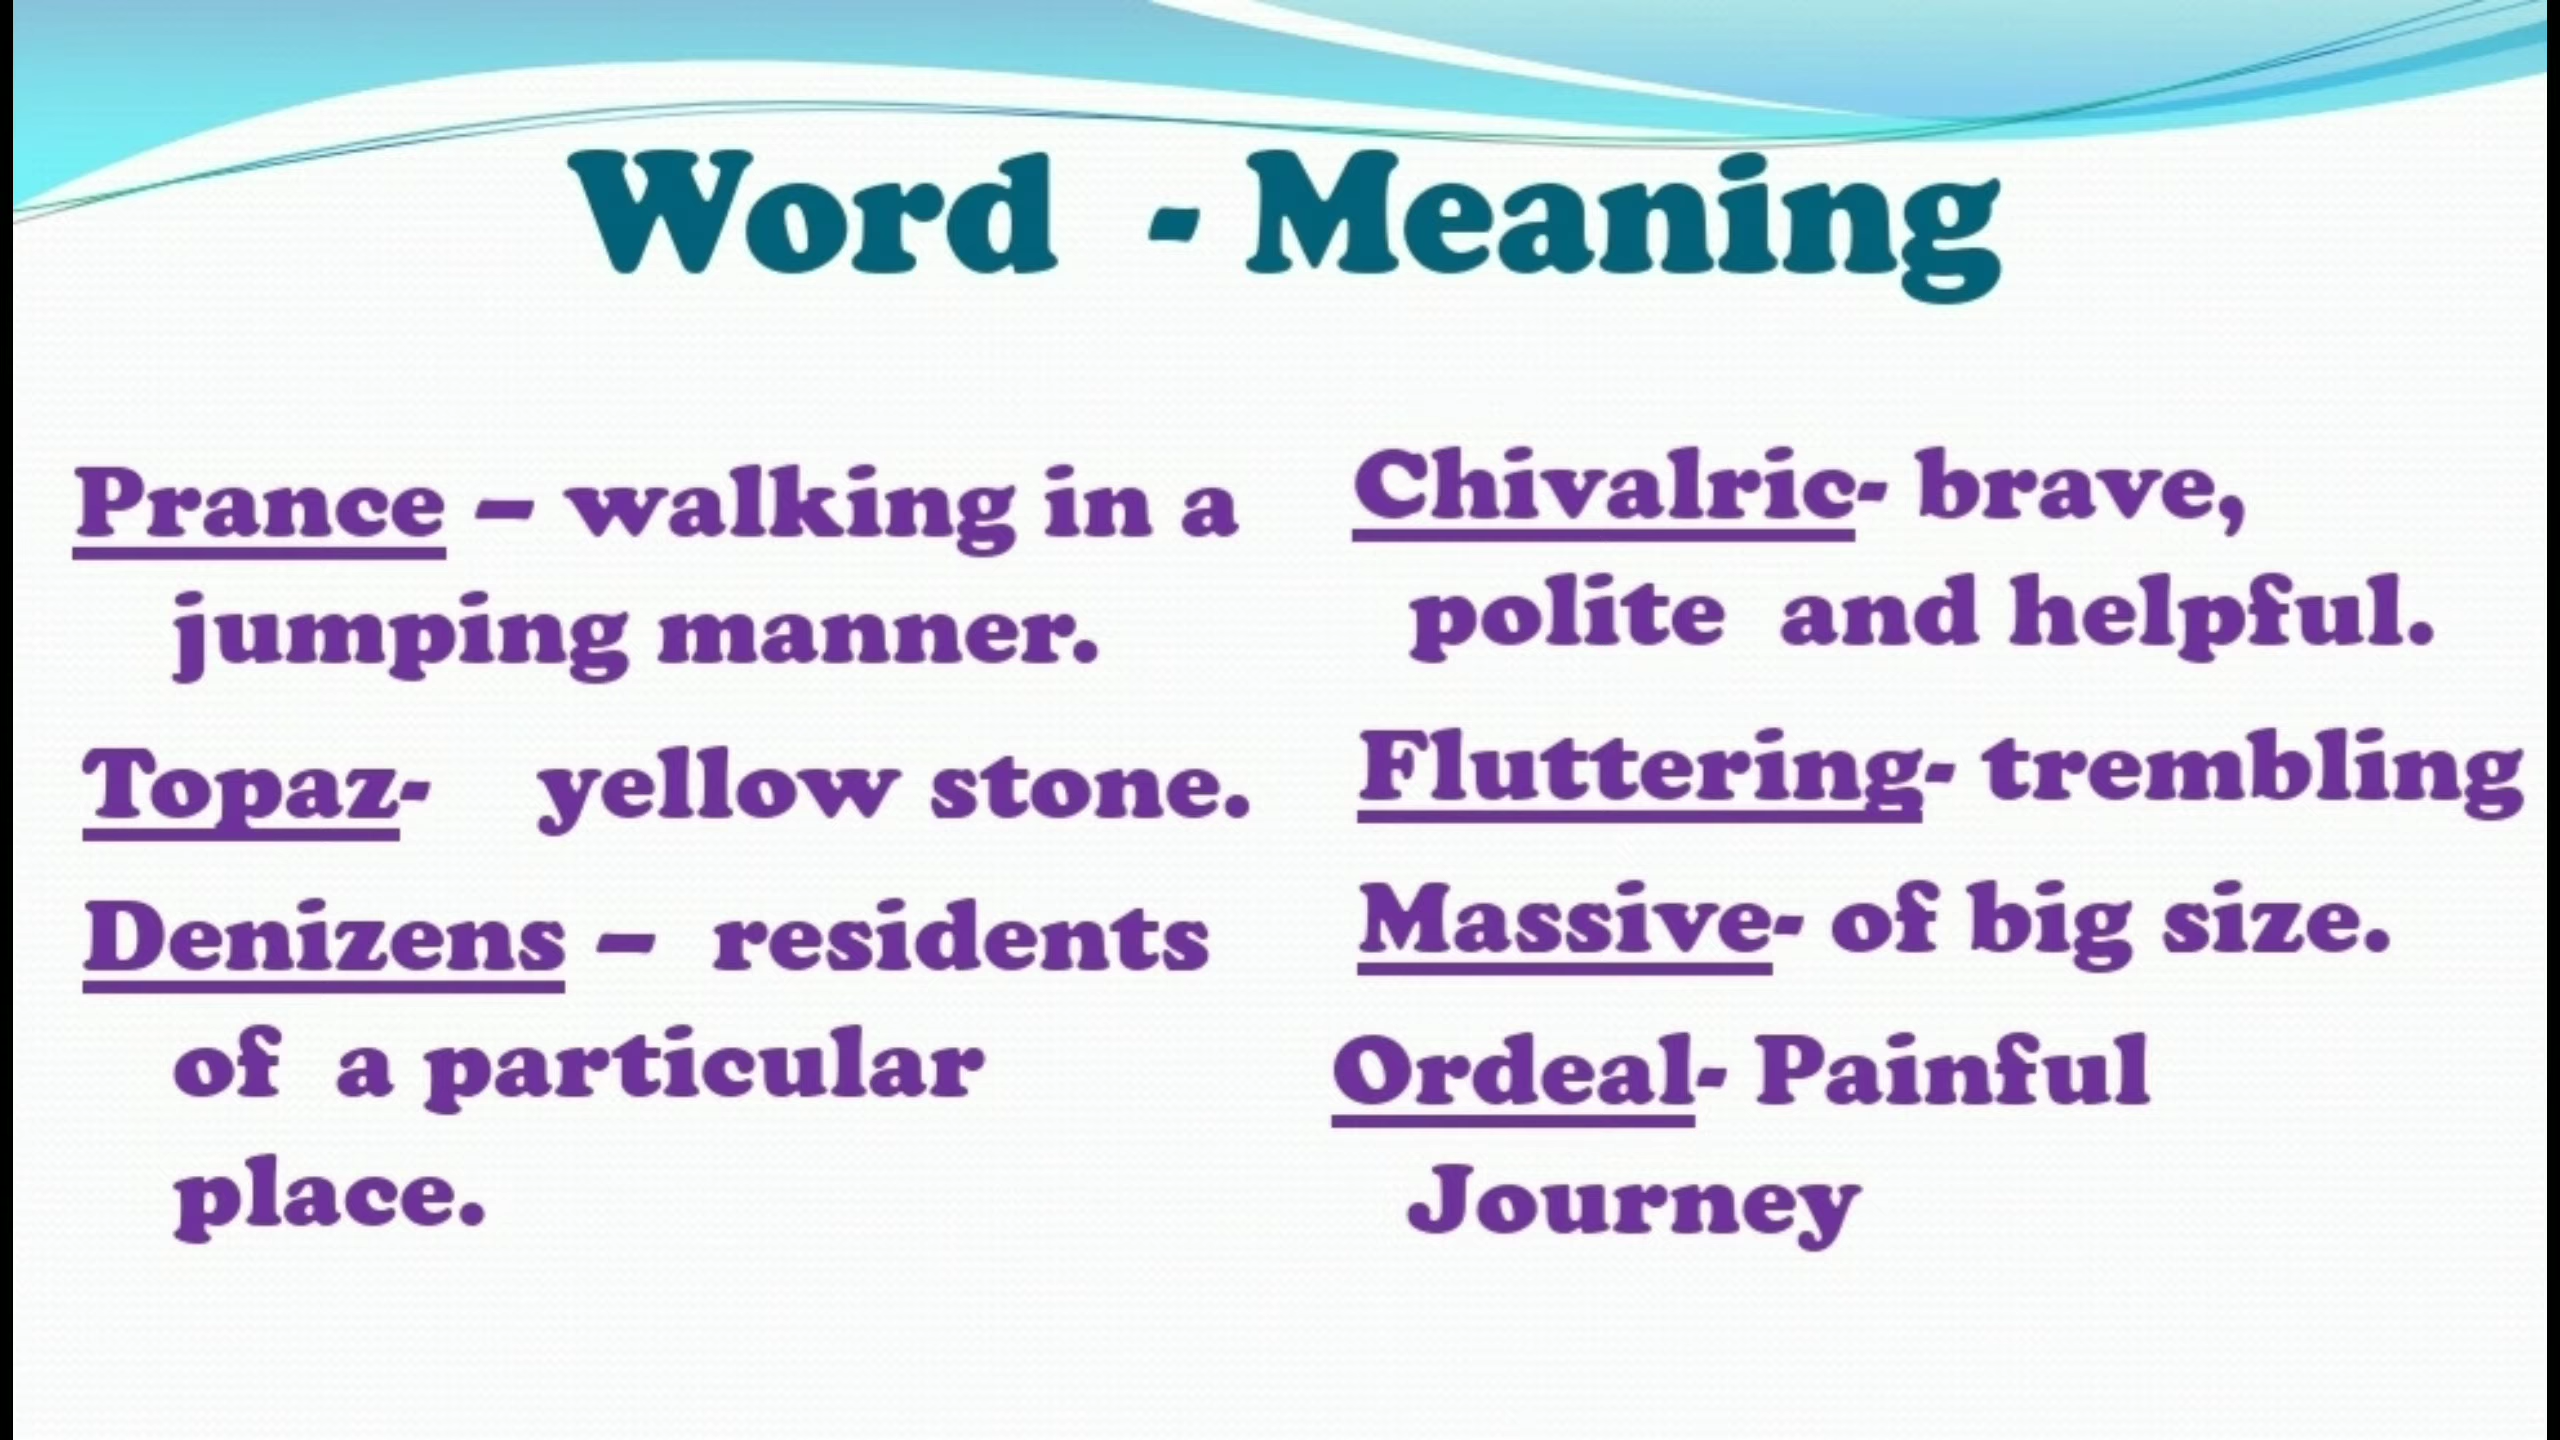 Word - Meaning
Prance – walking in a
jumping manner.
Topaz- yellow stone.
Denizens – residents
of a particular
place.
Chivalric- brave,
polite and helpful.
Fluttering- trembling
Massive- of big size.
Ordeal- Painful
Journey